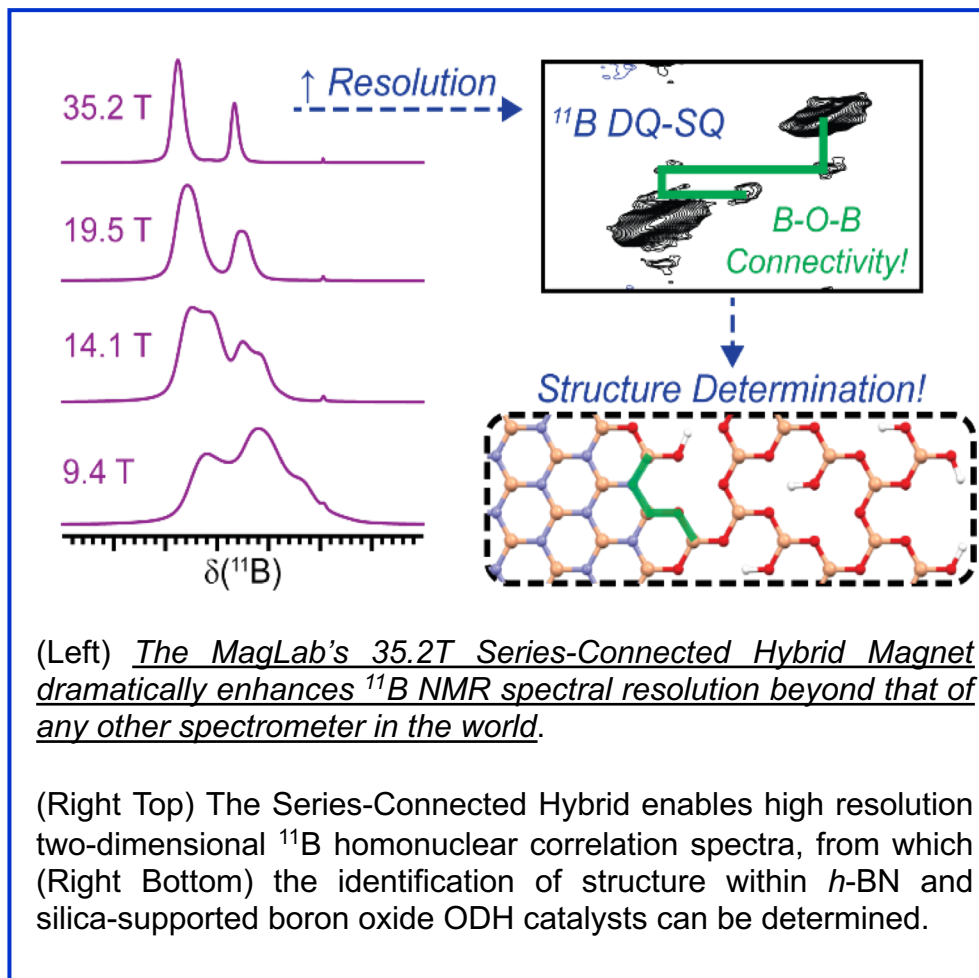 35.2 T
19.5 T
14.1 T
9.4 T
δ(¹¹B)
↑ Resolution
¹¹B DQ-SQ
B-O-B
Connectivity!
Structure Determination!
(Left) The MagLab's 35.2T Series-Connected Hybrid Magnet
dramatically enhances ¹¹B NMR spectral resolution beyond that of
any other spectrometer in the world.
(Right Top) The Series-Connected Hybrid enables high resolution
two-dimensional ¹¹B homonuclear correlation spectra, from which
(Right Bottom) the identification of structure within h-BN and
silica-supported boron oxide ODH catalysts can be determined.